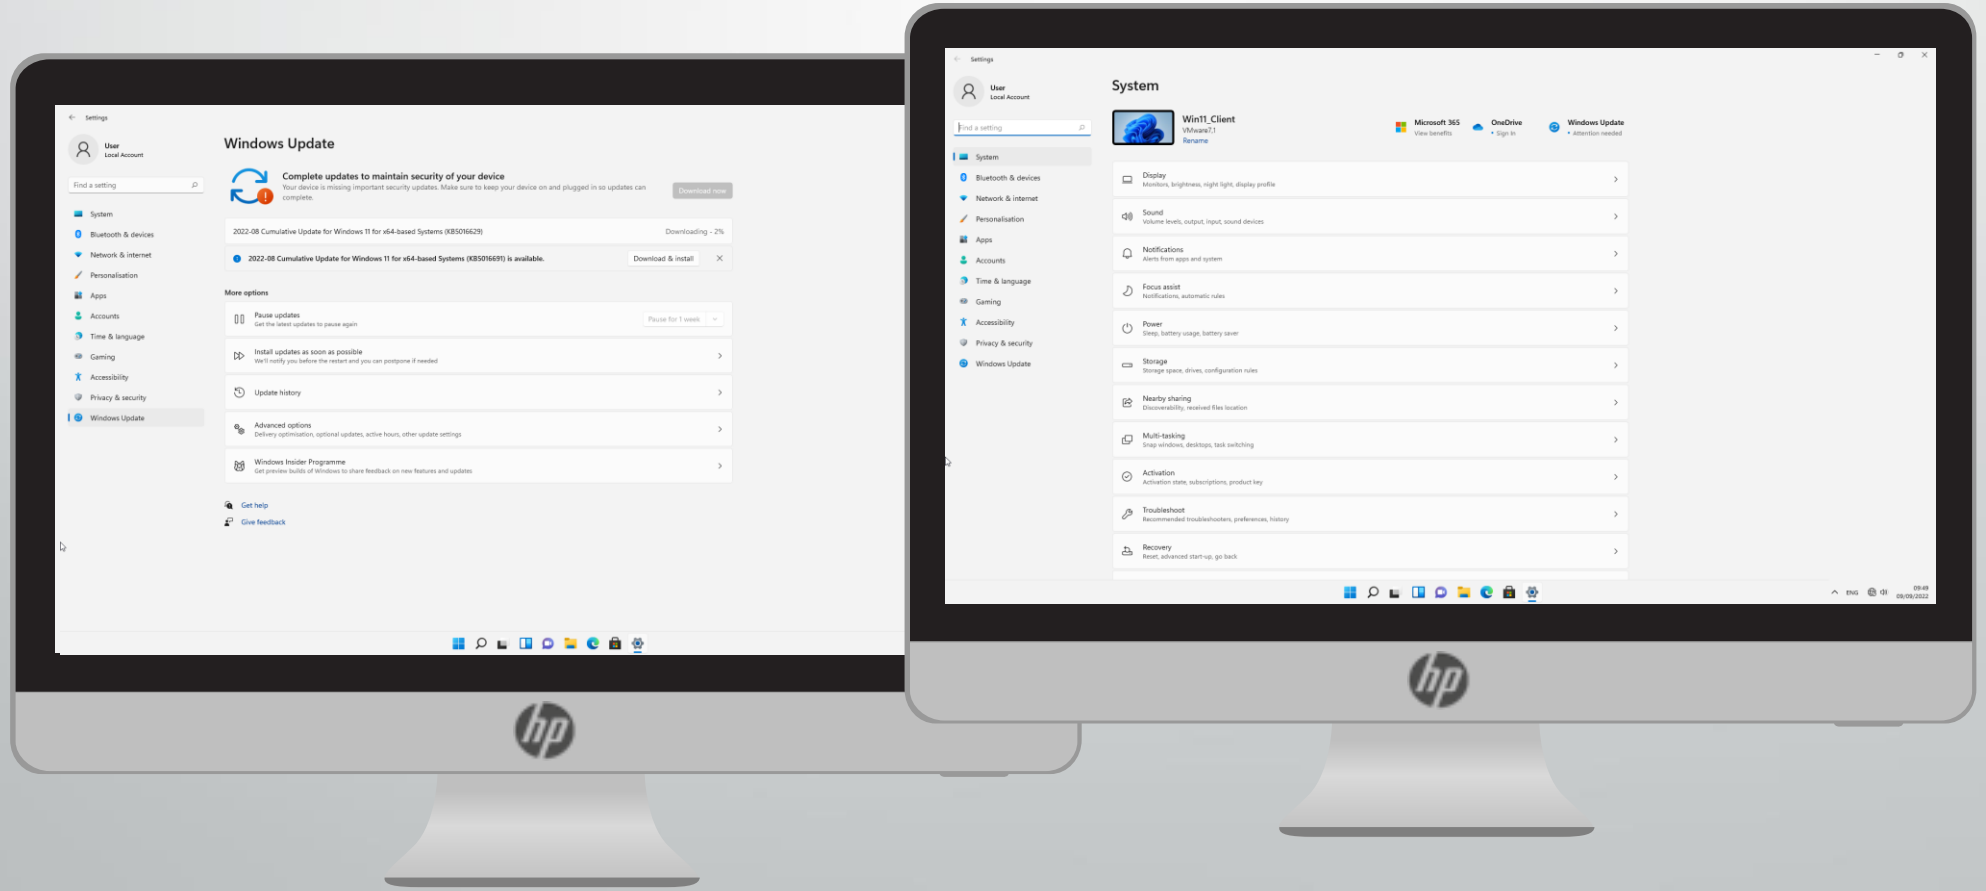 Settings
User
Local Account
Find a setting
System
Bluetooth & devices
Network & internet
Personalisation
Apps
Accounts
Time & language
Gaming
Accessibility
Privacy & security
Windows Update
Windows Update
Complete updates to maintain security of your device
Your device is missing important security updates. Make sure to keep your device on and plugged in so updates can
complete.
Download now
2022-08 Cumulative Update for Windows 11 for x64-based Systems (KB5016629)
Downloading - 2%
2022-08 Cumulative Update for Windows 11 for x64-based Systems (KB5016691) is available.
Download & install
More options
Pause updates
Get the latest updates to pause again
Pause for 1 week
Install updates as soon as possible
We'll notify you before the restart and you can postpone if needed
Update history
Advanced options
Delivery optimisation, optional updates, active hours, other update settings
Windows Insider Programme
Get preview builds of Windows to share feedback on new features and updates
Get help
Give feedback
hp
Settings
User
Local Account
Find a setting
System
Bluetooth & devices
Network & internet
Personalisation
Apps
Accounts
Time & language
Gaming
Accessibility
Privacy & security
Windows Update
System
Win11_Client
VMware7,1
Rename
Microsoft 365
View benefits
OneDrive
• Sign in
Windows Update
• Attention needed
Display
Monitors, brightness, night light, display profile
Sound
Volume levels, output, input, sound devices
Notifications
Alerts from apps and system
Focus assist
Notifications, automatic rules
Power
Sleep, battery usage, battery saver
Storage
Storage space, drives, configuration rules
Nearby sharing
Discoverability, received files location
Multi-tasking
Snap windows, desktops, task switching
Activation
Activation state, subscriptions, product key
Troubleshoot
Recommended troubleshooters, preferences, history
Recovery
Reset, advanced start-up, go back
ENG
09:49
09/09/2022
hp